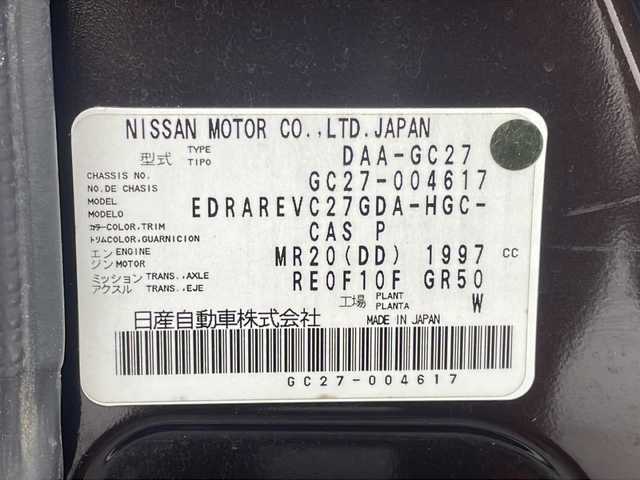 NISSAN MOTOR CO.,LTD.JAPAN
型式 TYPE TIPO DAA-GC27
CHASSIS NO. NO.DE CHASIS GC27-004617
MODEL MODELO EDRAREVC27GDA-HGC-
カラーCOLOR,TRIM トリムCOLOR,GUARNICION CAS P
エンジン ENGINE MOTOR MR20(DD) 1997 CC
ミッション アクスル TRANS.,AXLE TRANS.,EJE RE0F10F GR50
工場 PLANT PLANTA W
日産自動車株式会社 MADE IN JAPAN
GC27-004617